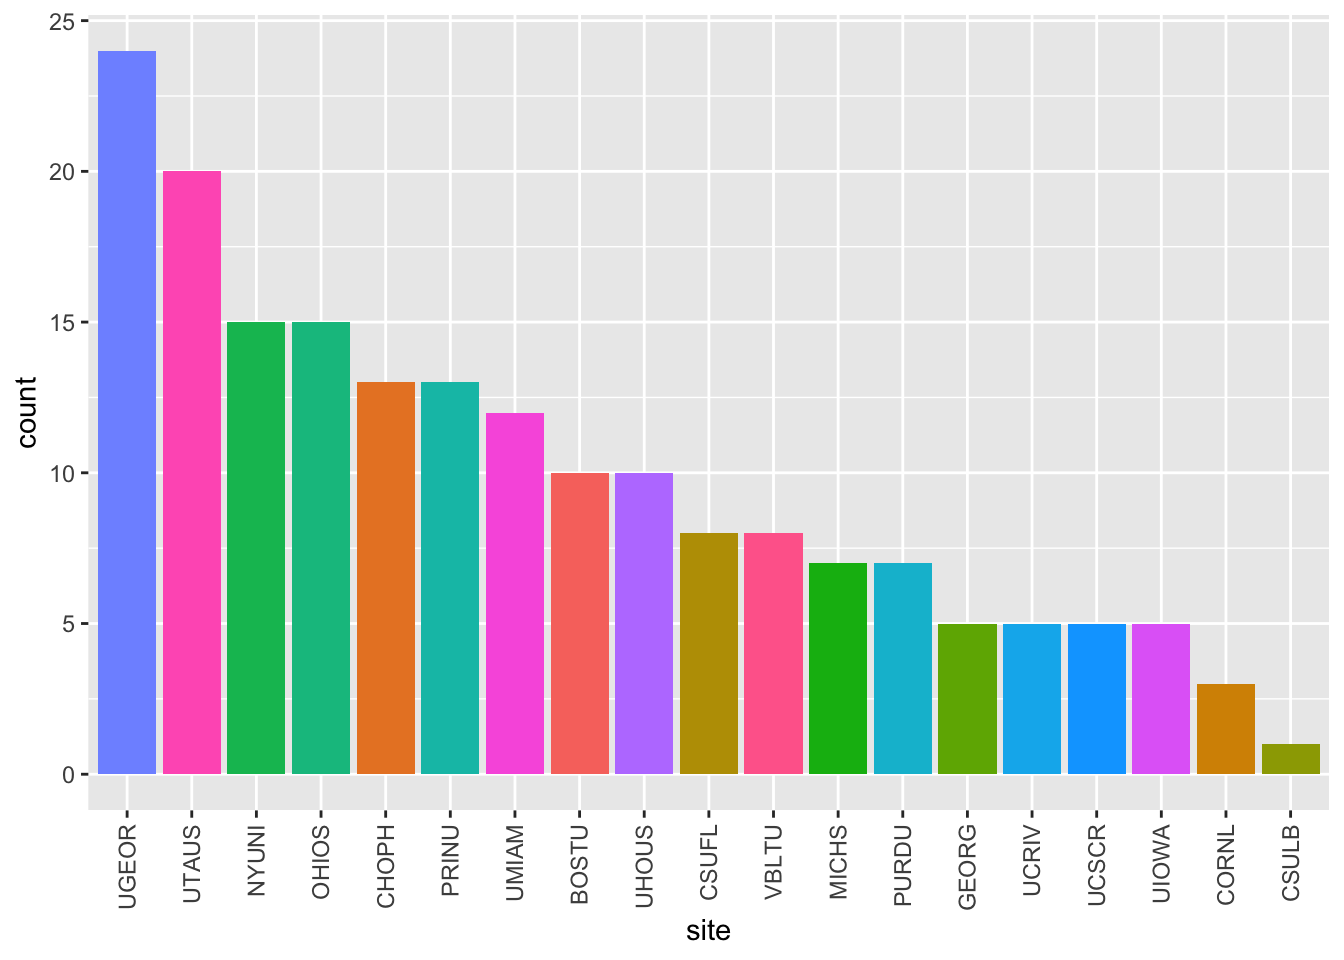 25
20
15
10
5
0
count
UGEOR
UTAUS
NYUNI
OHIOS
CHOPH
PRINU
UMIAM
BOSTU
UHOUS
CSUFL
VBLTU
MICHS
PURDU
GEORG
UCRIV
UCSCR
UIOWA
CORNL
CSULB
site